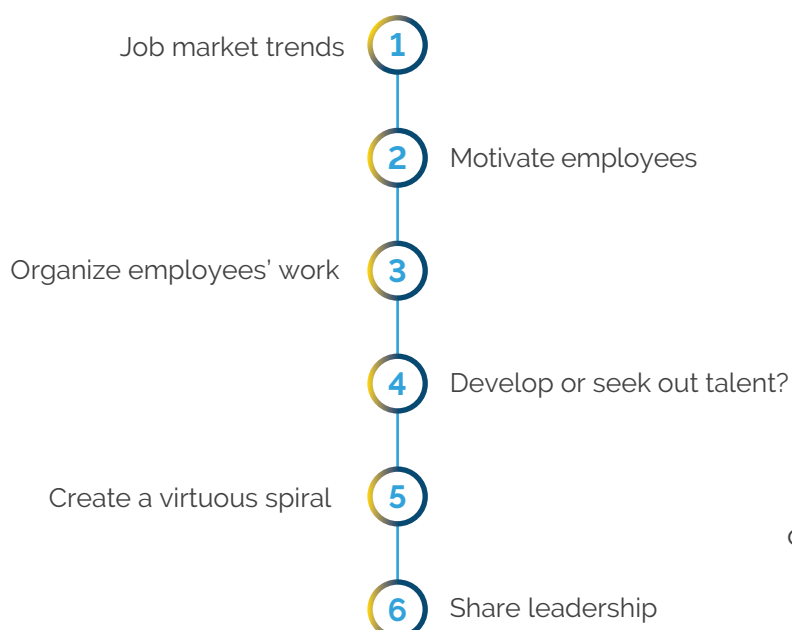 Job market trends 1
2 Motivate employees
Organize employees’ work 3
4 Develop or seek out talent?
Create a virtuous spiral 5
6 Share leadership